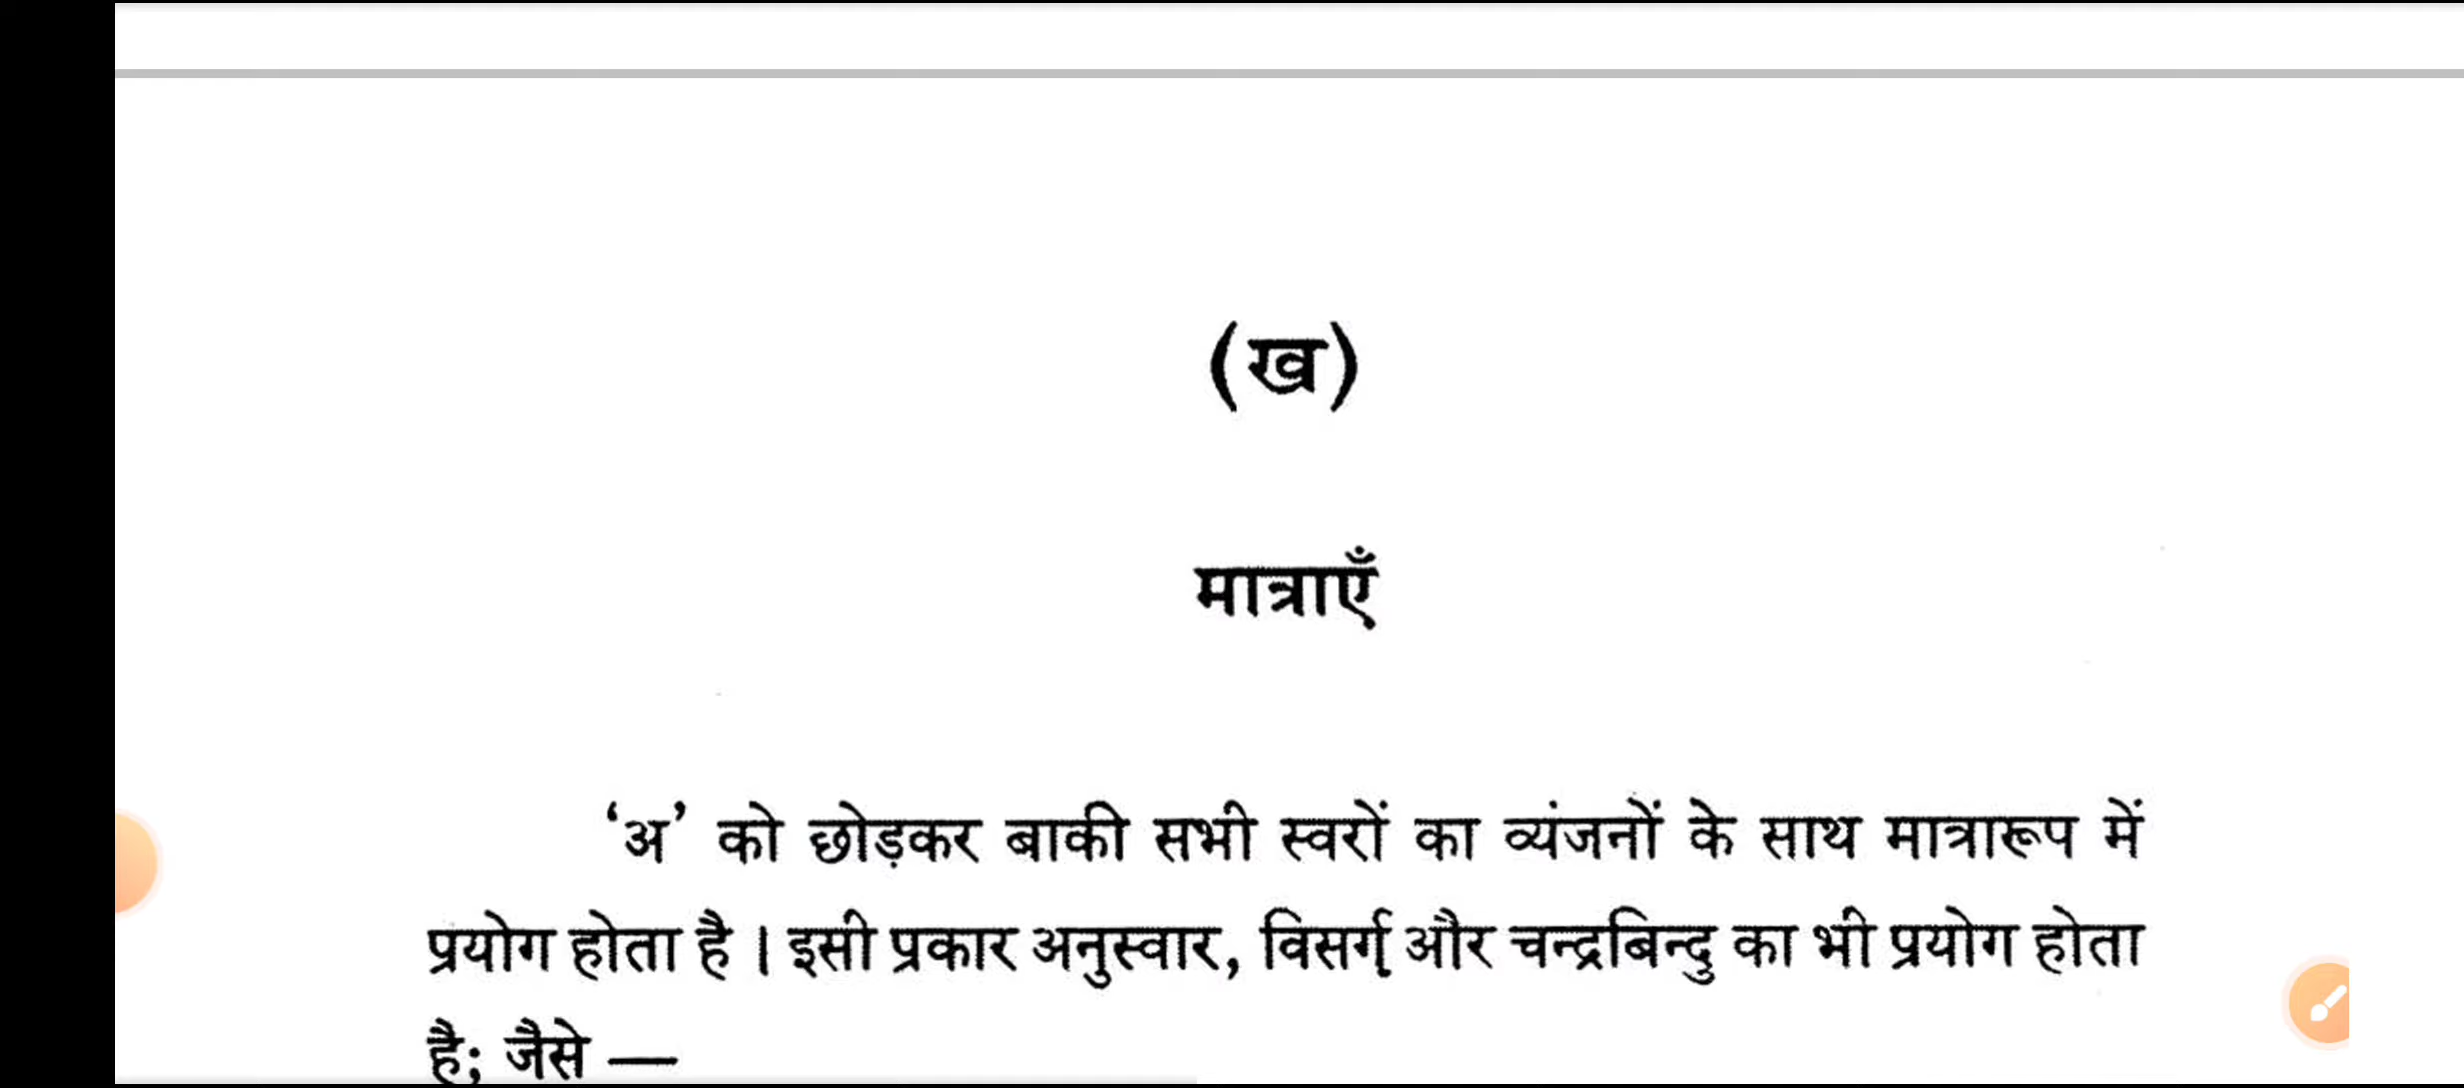 (ख)
मात्राएँ
‘अ’ को छोड़कर बाकी सभी स्वरों का व्यंजनों के साथ मात्रारूप में
प्रयोग होता है । इसी प्रकार अनुस्वार, विसर्ग और चन्द्रबिन्दु का भी प्रयोग होता
है; जैसे —